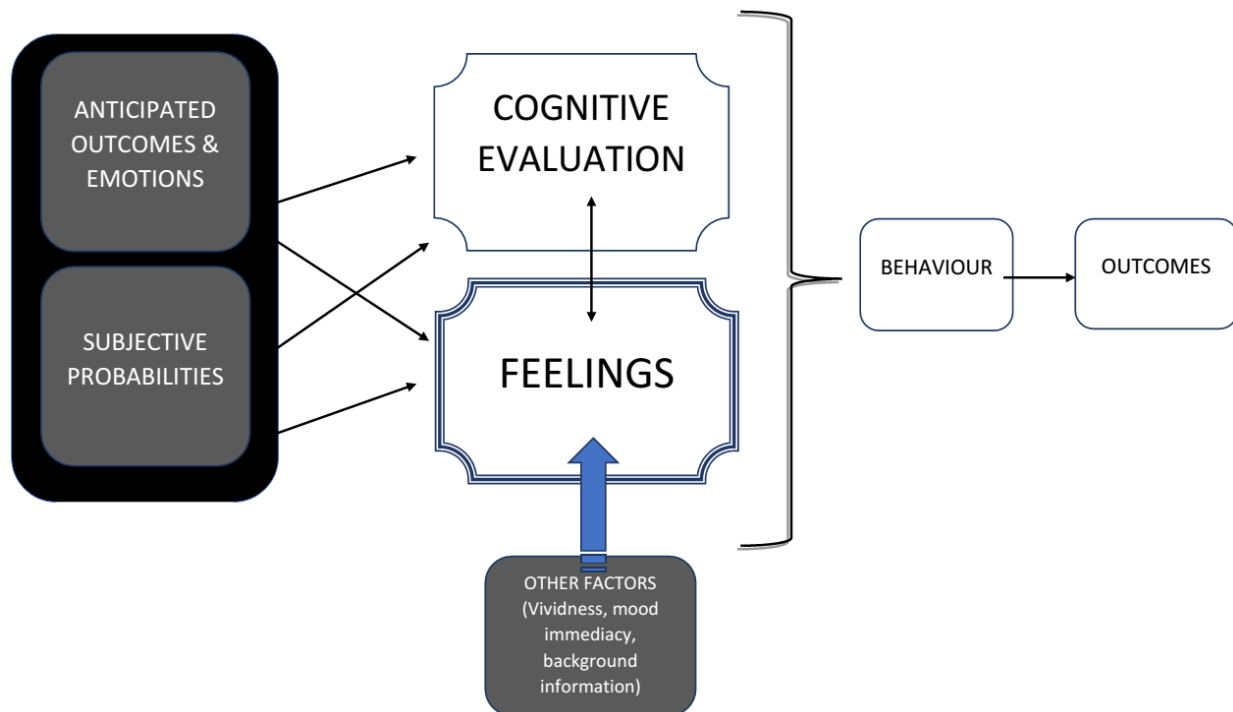 ANTICIPATED
OUTCOMES &
EMOTIONS
SUBJECTIVE
PROBABILITIES
COGNITIVE
EVALUATION
FEELINGS
OTHER FACTORS
(Vividness, mood
immediacy,
background
information)
BEHAVIOUR
OUTCOMES